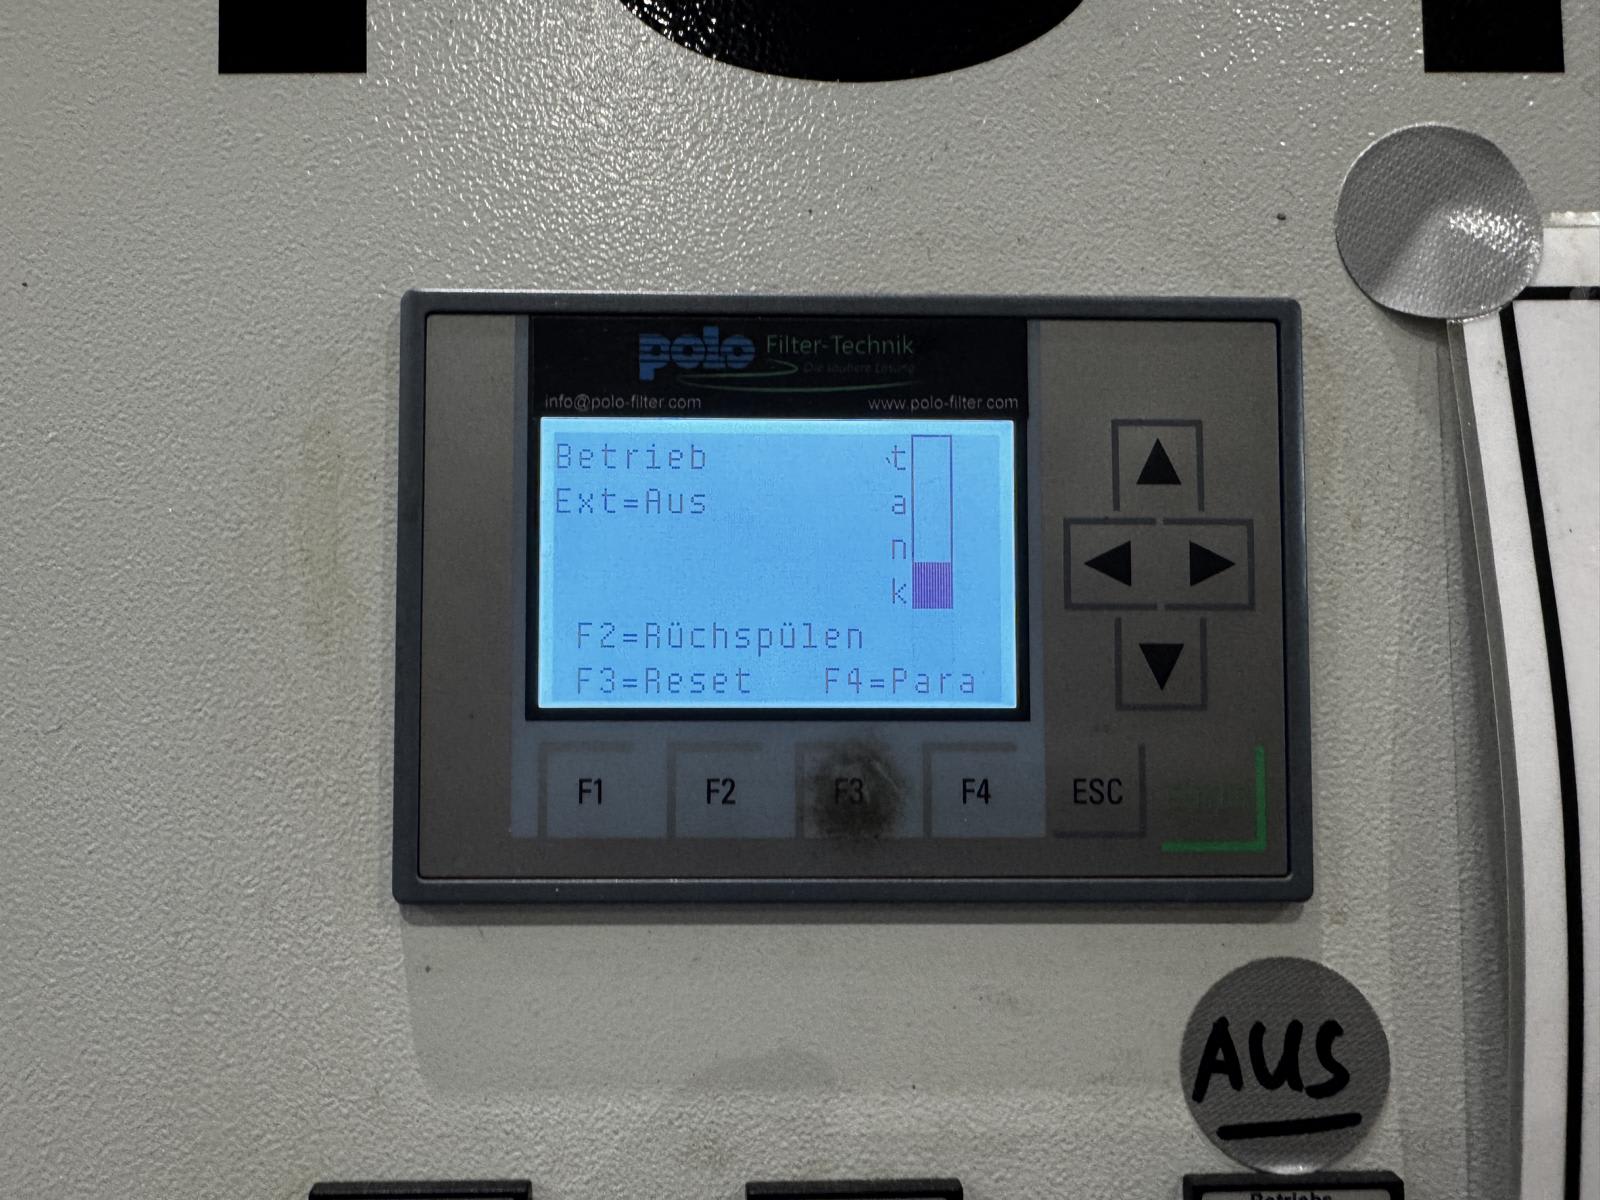 polo Filter-Technik
Die saubere Lösung
info@polo-filter.com www.polo-filter.com
Betrieb t
Ext=Aus a
n
k
F2=Rüchspülen
F3=Reset F4=Para
F1 F2 F3 F4 ESC
AUS
Betriebs